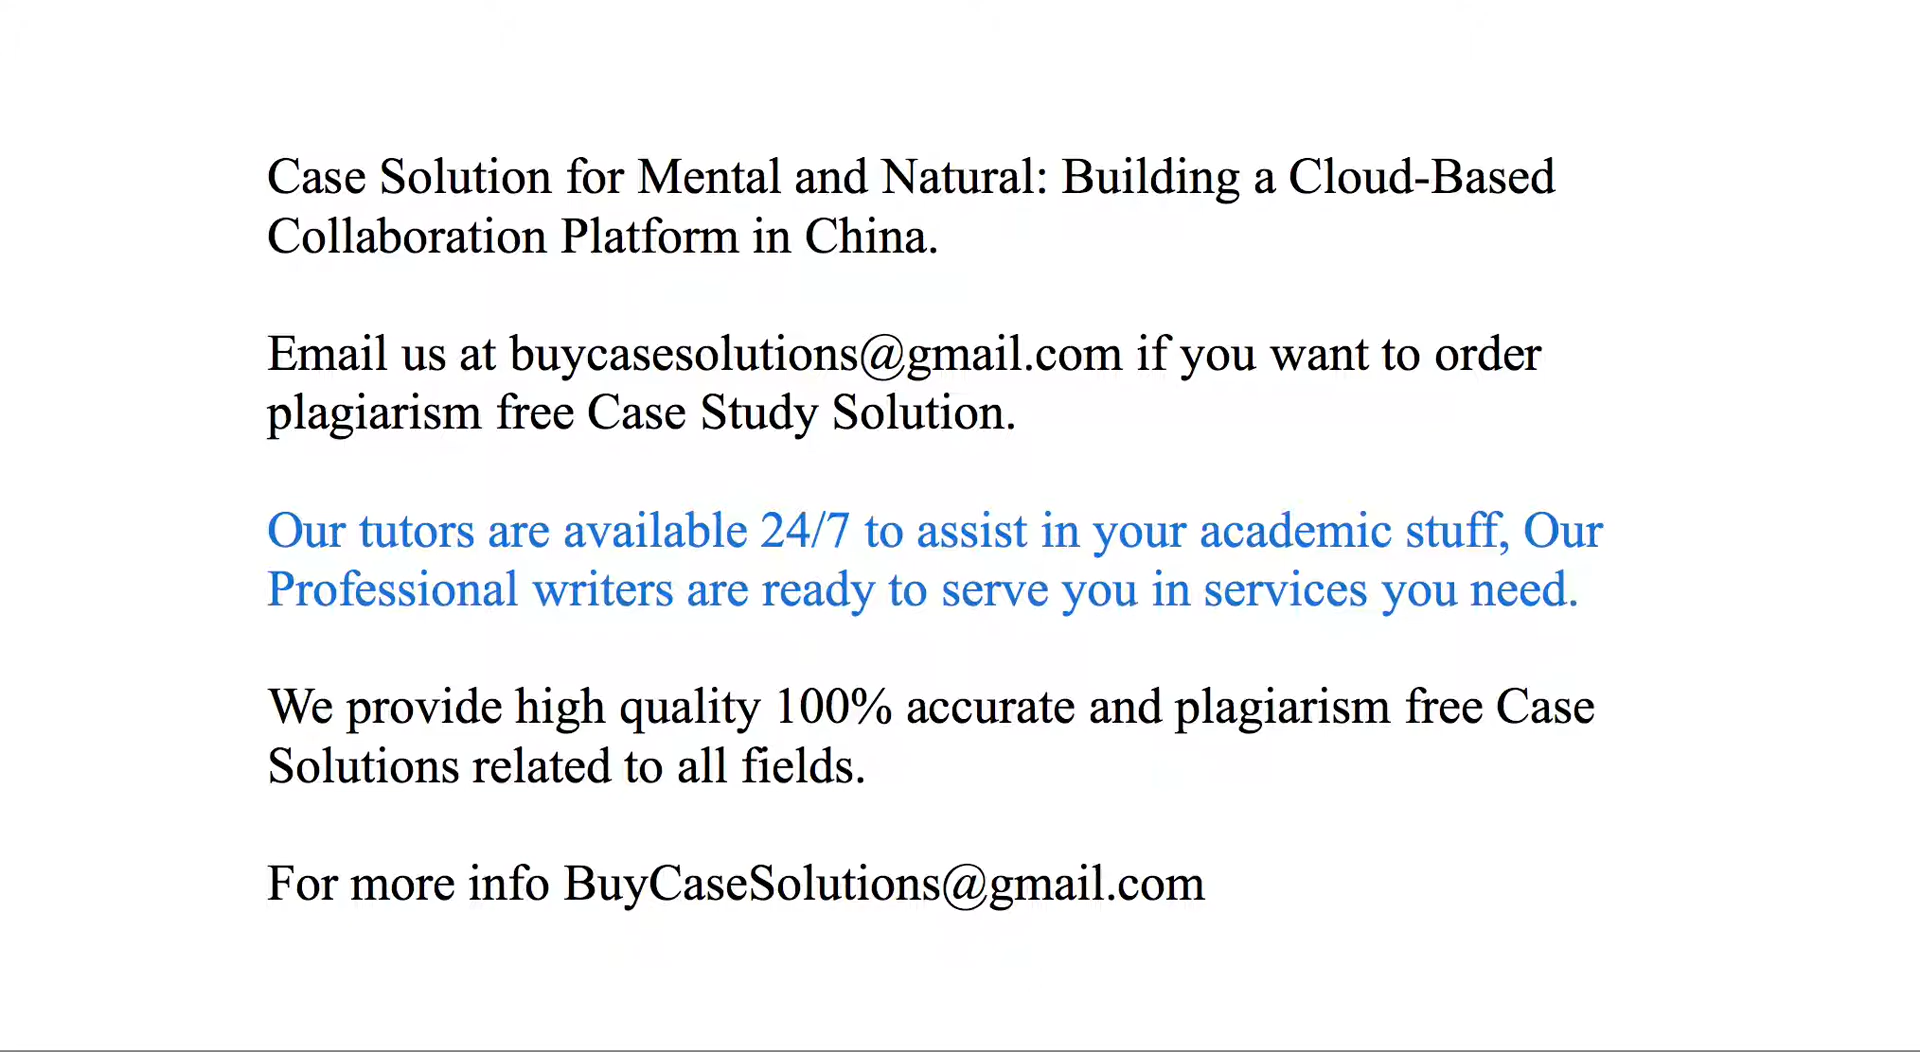 Case Solution for Mental and Natural: Building a Cloud-Based
Collaboration Platform in China.
Email us at buycasesolutions@gmail.com if you want to order
plagiarism free Case Study Solution.
Our tutors are available 24/7 to assist in your academic stuff, Our
Professional writers are ready to serve you in services you need.
We provide high quality 100% accurate and plagiarism free Case
Solutions related to all fields.
For more info BuyCaseSolutions@gmail.com